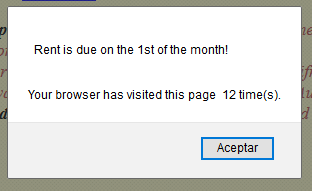 Rent is due on the 1st of the month!
Your browser has visited this page  12 time(s).
Aceptar